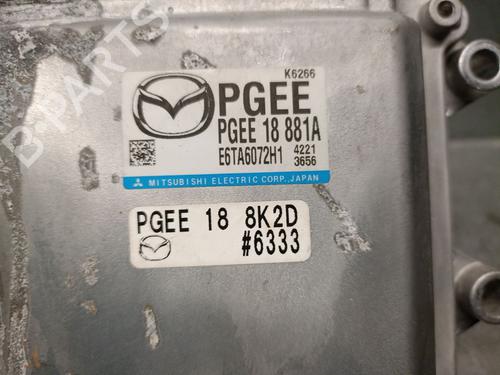 K6266
PGEE
PGEE 18 881A
E6TA6072H1 4221
3656
MITSUBISHI ELECTRIC CORP., JAPAN
PGEE 18 8K2D
#6333
B-PARTS